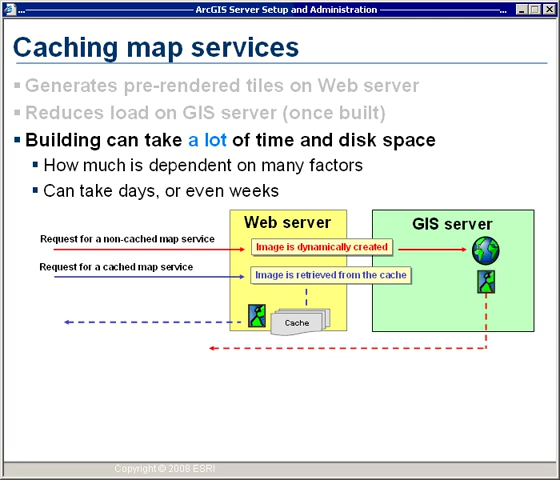 ArcGIS Server Setup and Administration
Caching map services
Generates pre-rendered tiles on Web server
Reduces load on GIS server (once built)
Building can take a lot of time and disk space
How much is dependent on many factors
Can take days, or even weeks
Web server
GIS server
Request for a non-cached map service
Image is dynamically created
Request for a cached map service
Image is retrieved from the cache
Cache
Copyright © 2008 ESRI